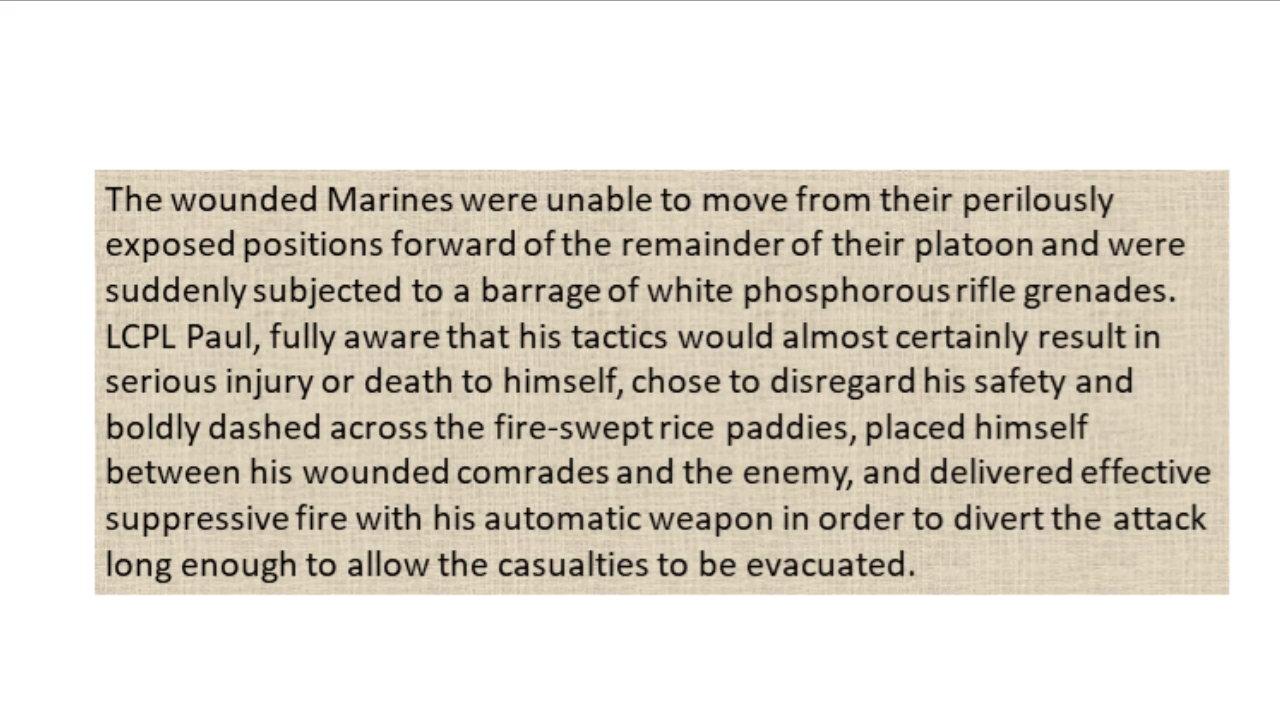 The wounded Marines were unable to move from their perilously
exposed positions forward of the remainder of their platoon and were
suddenly subjected to a barrage of white phosphorous rifle grenades.
LCPL Paul, fully aware that his tactics would almost certainly result in
serious injury or death to himself, chose to disregard his safety and
boldly dashed across the fire-swept rice paddies, placed himself
between his wounded comrades and the enemy, and delivered effective
suppressive fire with his automatic weapon in order to divert the attack
long enough to allow the casualties to be evacuated.